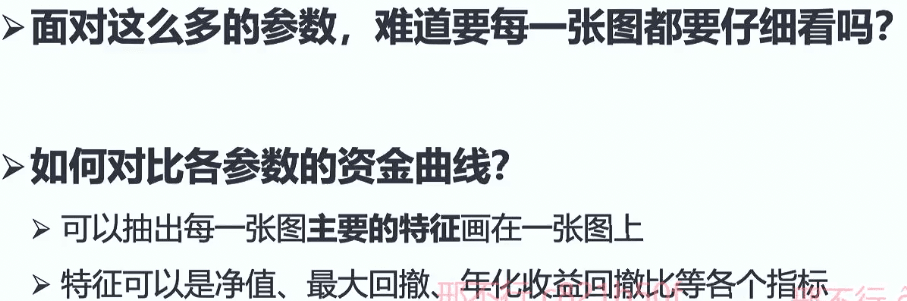 ➢面对这么多的参数，难道要每一张图都要仔细看吗？
➢如何对比各参数的资金曲线？
➢可以抽出每一张图主要的特征画在一张图上
➢特征可以是净值、最大回撤、年化收益回撤比等各个指标